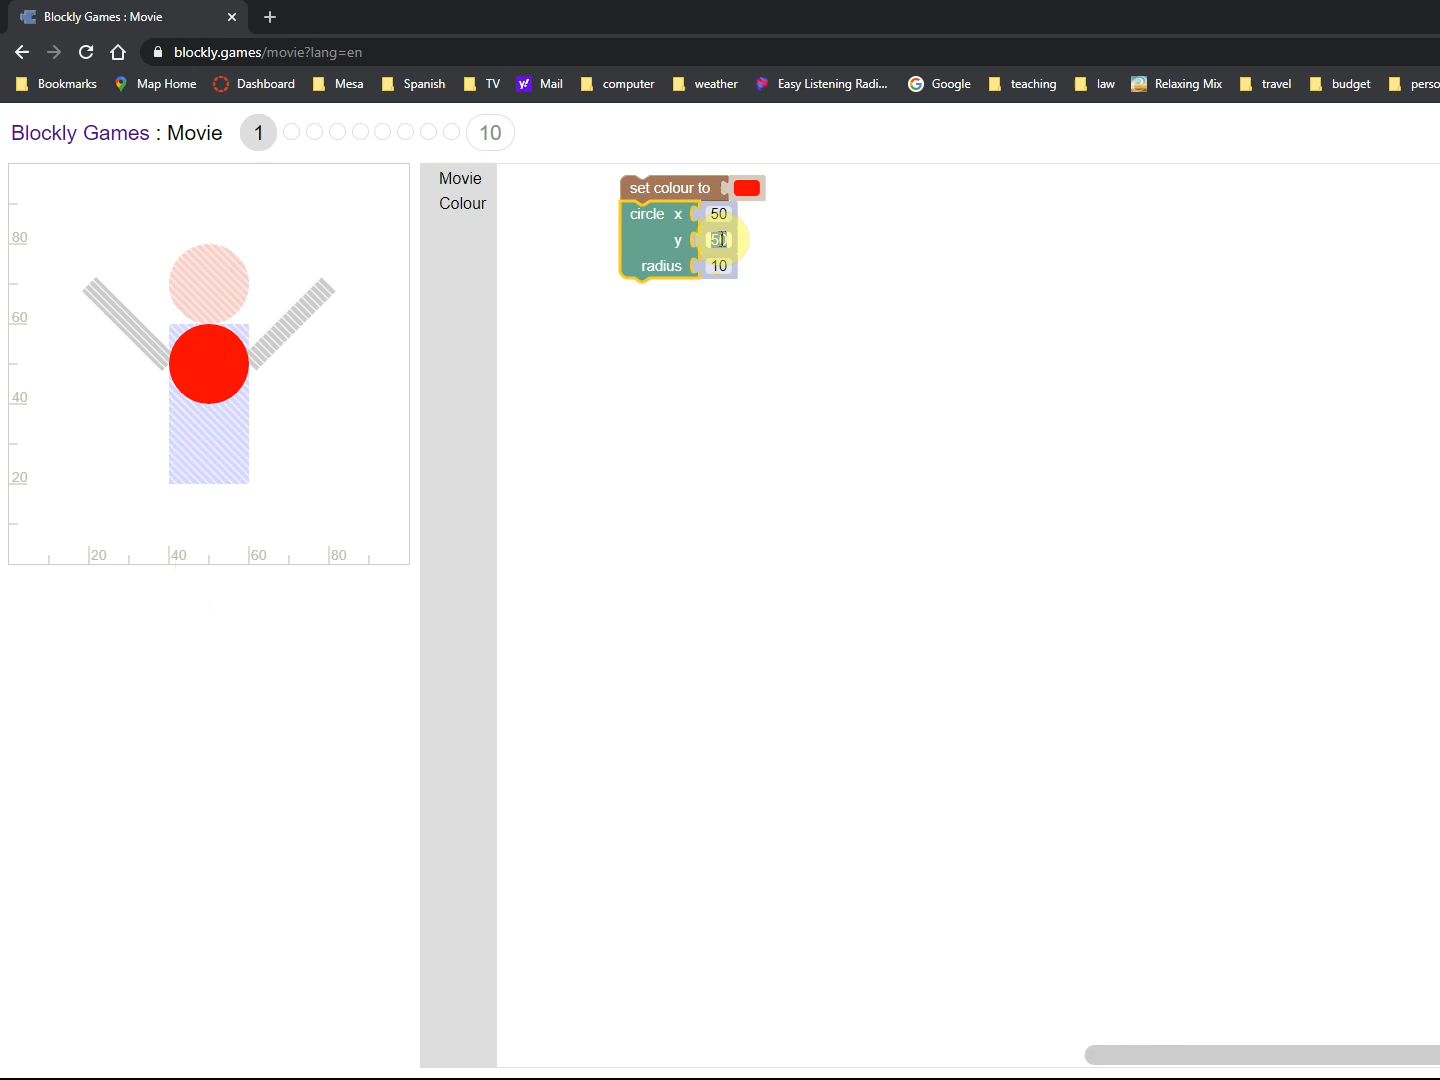 Blockly Games : Movie
blockly.games/movie?lang=en
Bookmarks Map Home Dashboard Mesa Spanish TV Mail computer weather Easy Listening Radi... Google teaching law Relaxing Mix travel budget perso
Blockly Games : Movie 1 10
Movie
Colour
set colour to
circle x 50
y 50
radius 10
80
60
40
20
20 40 60 80